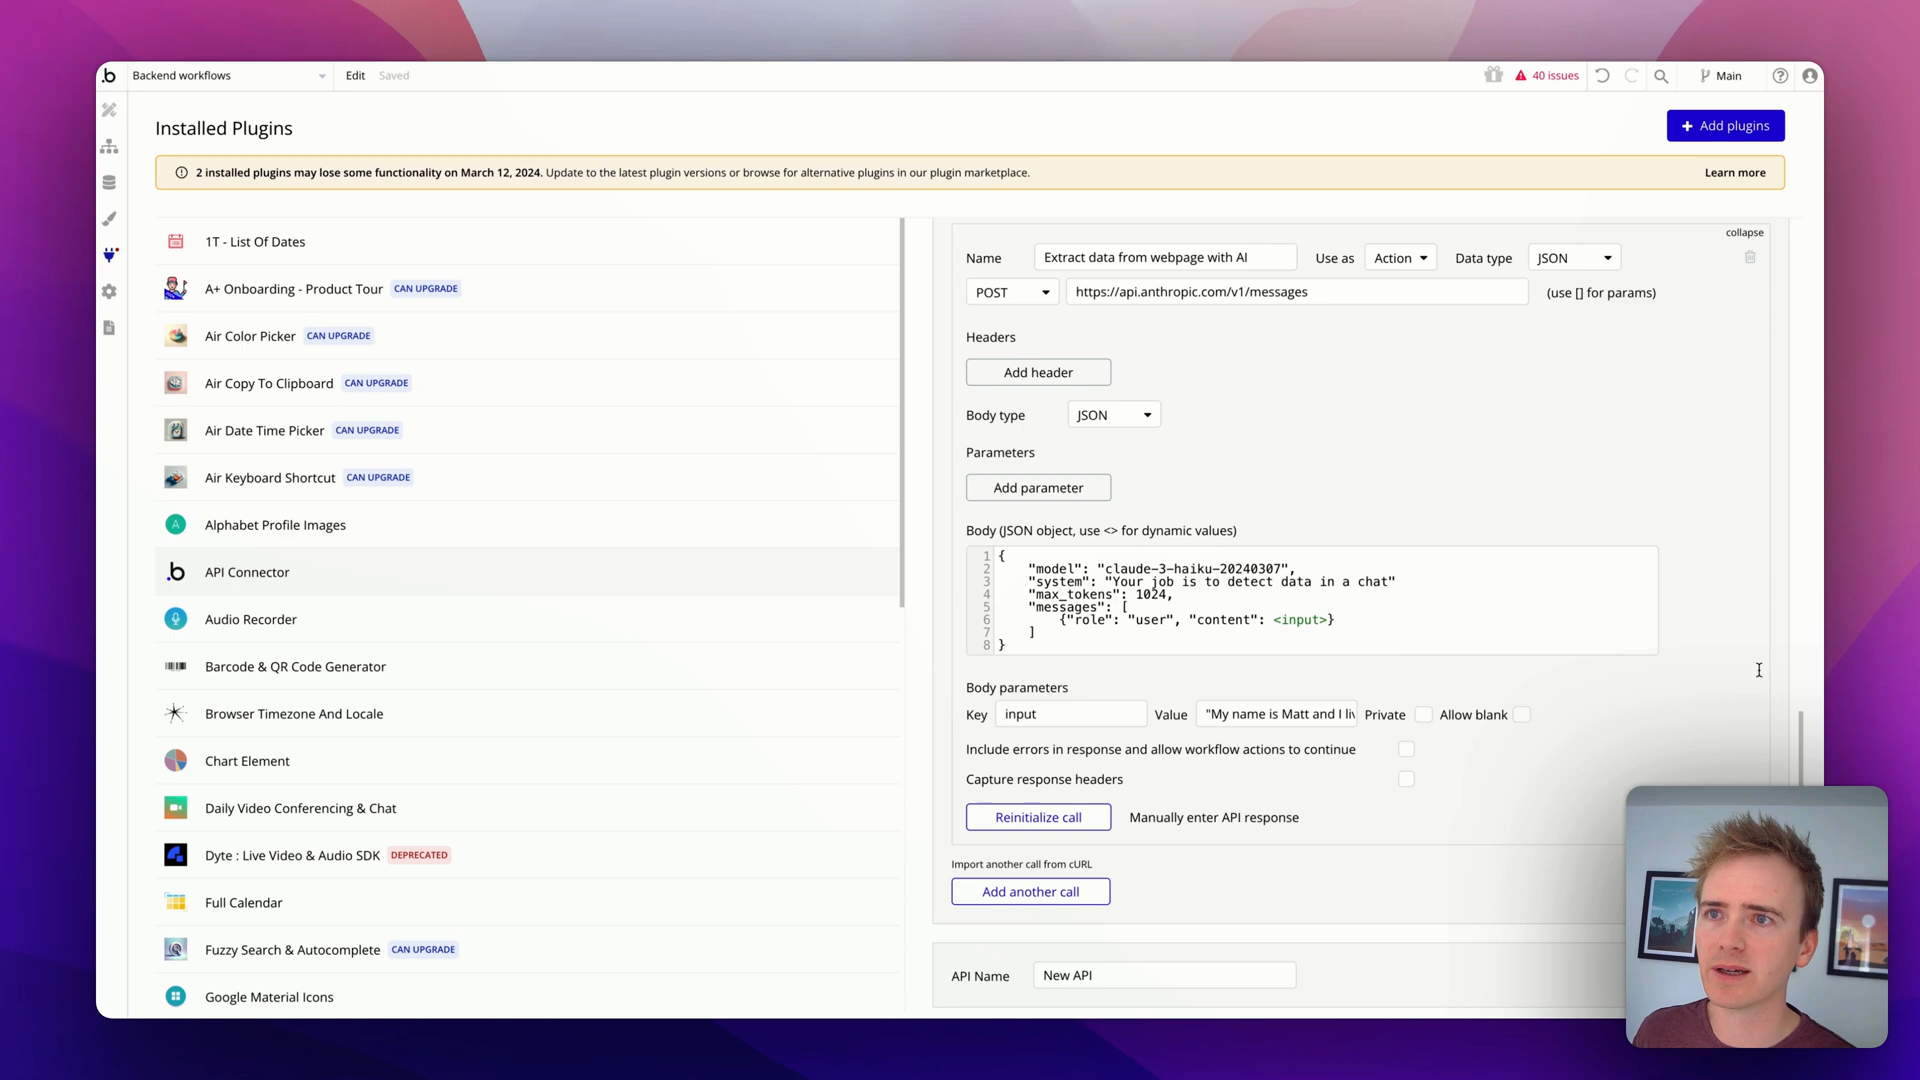 .b Backend workflows Edit Saved 40 issues Main
Installed Plugins
+ Add plugins
2 installed plugins may lose some functionality on March 12, 2024. Update to the latest plugin versions or browse for alternative plugins in our plugin marketplace. Learn more
1T - List Of Dates
A+ Onboarding - Product Tour CAN UPGRADE
Air Color Picker CAN UPGRADE
Air Copy To Clipboard CAN UPGRADE
Air Date Time Picker CAN UPGRADE
Air Keyboard Shortcut CAN UPGRADE
A Alphabet Profile Images
.b API Connector
Audio Recorder
Barcode & QR Code Generator
Browser Timezone And Locale
Chart Element
Daily Video Conferencing & Chat
Dyte : Live Video & Audio SDK DEPRECATED
Full Calendar
Fuzzy Search & Autocomplete CAN UPGRADE
Google Material Icons
collapse
Name Extract data from webpage with AI Use as Action Data type JSON
POST https://api.anthropic.com/v1/messages (use [] for params)
Headers
Add header
Body type JSON
Parameters
Add parameter
Body (JSON object, use <> for dynamic values)
1 {
2 "model": "claude-3-haiku-20240307",
3 "system": "Your job is to detect data in a chat"
4 "max_tokens": 1024,
5 "messages": [
6 {"role": "user", "content": <input>}
7 ]
8 }
Body parameters
Key input Value "My name is Matt and I liv Private Allow blank
Include errors in response and allow workflow actions to continue
Capture response headers
Reinitialize call Manually enter API response
Import another call from cURL
Add another call
API Name New API